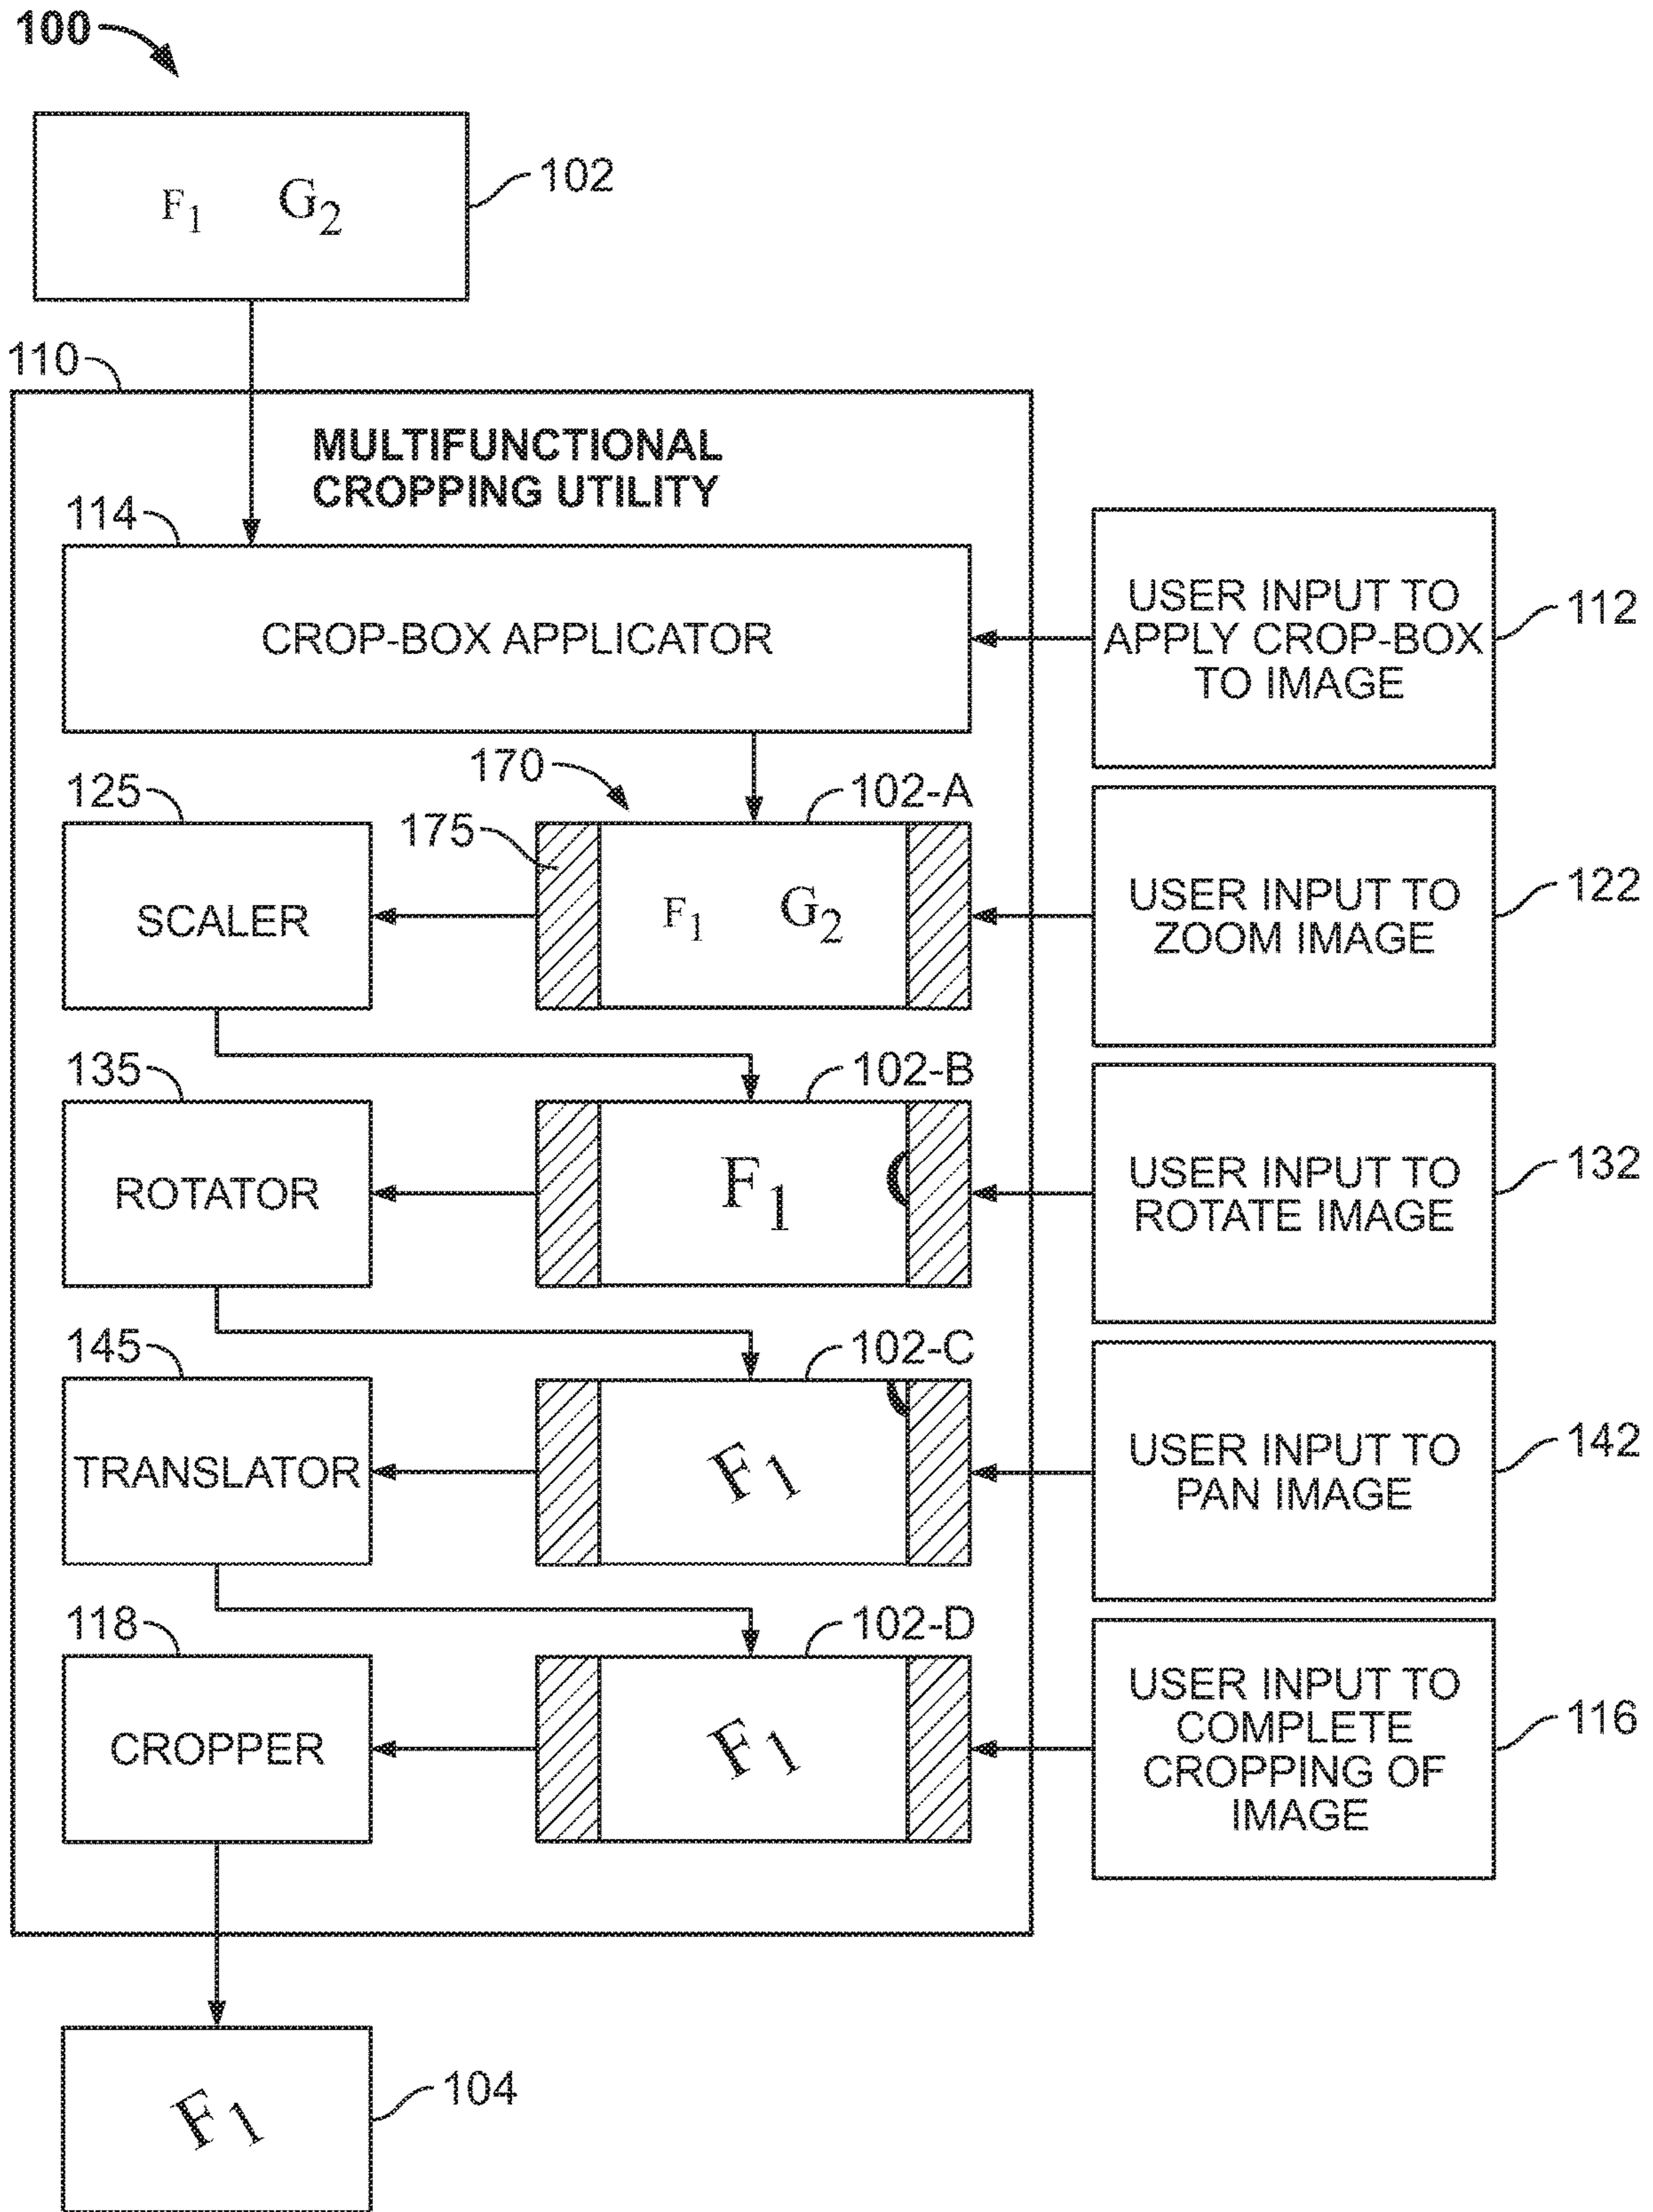 100
F1 G2
102
110
MULTIFUNCTIONAL
CROPPING UTILITY
114
CROP-BOX APPLICATOR
USER INPUT TO
APPLY CROP-BOX
TO IMAGE
112
170
102-A
125
175
SCALER
F1 G2
USER INPUT TO
ZOOM IMAGE
122
135
102-B
ROTATOR
F1
USER INPUT TO
ROTATE IMAGE
132
145
102-C
TRANSLATOR
F1
USER INPUT TO
PAN IMAGE
142
118
102-D
CROPPER
F1
USER INPUT TO
COMPLETE
CROPPING OF
IMAGE
116
F1
104